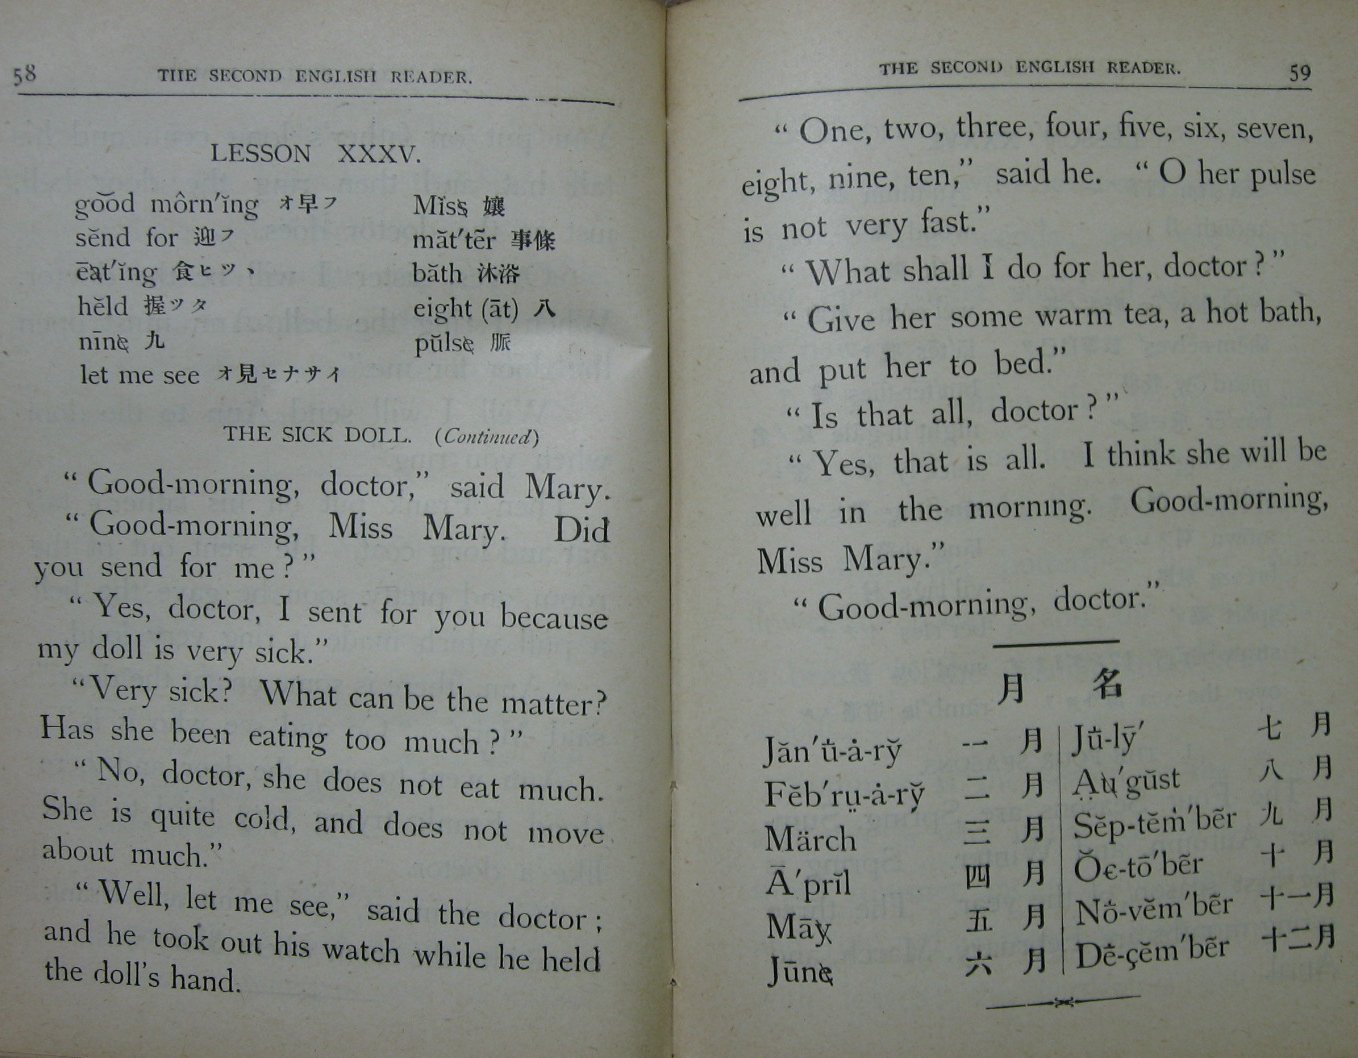 58 THE SECOND ENGLISH READER.
LESSON XXXV.
go͝od môrn′ĭng オ早フ
sĕnd for 迎フ
ēat′ĭng 食ヒツヽ
hĕld 握ツタ
nīne 九
let me see オ見セナサイ
Mĭss 孃
măt′tẽr 事條
băth 沐浴
eight (āt) 八
pŭlse 脈
THE SICK DOLL. (Continued)
“ Good-morning, doctor,” said Mary.
“ Good-morning, Miss Mary. Did
you send for me ? ”
“ Yes, doctor, I sent for you because
my doll is very sick.”
“Very sick? What can be the matter?
Has she been eating too much ? ”
“ No, doctor, she does not eat much.
She is quite cold, and does not move
about much.”
“ Well, let me see,” said the doctor ;
and he took out his watch while he held
the doll's hand.
THE SECOND ENGLISH READER. 59
“ One, two, three, four, five, six, seven,
eight, nine, ten,” said he. “ O her pulse
is not very fast.”
“ What shall I do for her, doctor ? ”
“ Give her some warm tea, a hot bath,
and put her to bed.”
“ Is that all, doctor ? ”
“ Yes, that is all. I think she will be
well in the morning. Good-morning,
Miss Mary.”
“ Good-morning, doctor.”
月 名
Jăn′ū̇-ȧ-ry̆ 一 月
Fĕb′rṳ-ȧ-ry̆ 二 月
Märch 三 月
Ā′prĭl 四 月
Māy 五 月
Jūne 六 月
Jū̇-lȳ′ 七 月
A̤u′gŭst 八 月
Sĕp-tĕm′bẽr 九 月
Ŏc-tō′bẽr 十 月
Nō̇-vĕm′bẽr 十一月
Dē̇-çĕm′bẽr 十二月